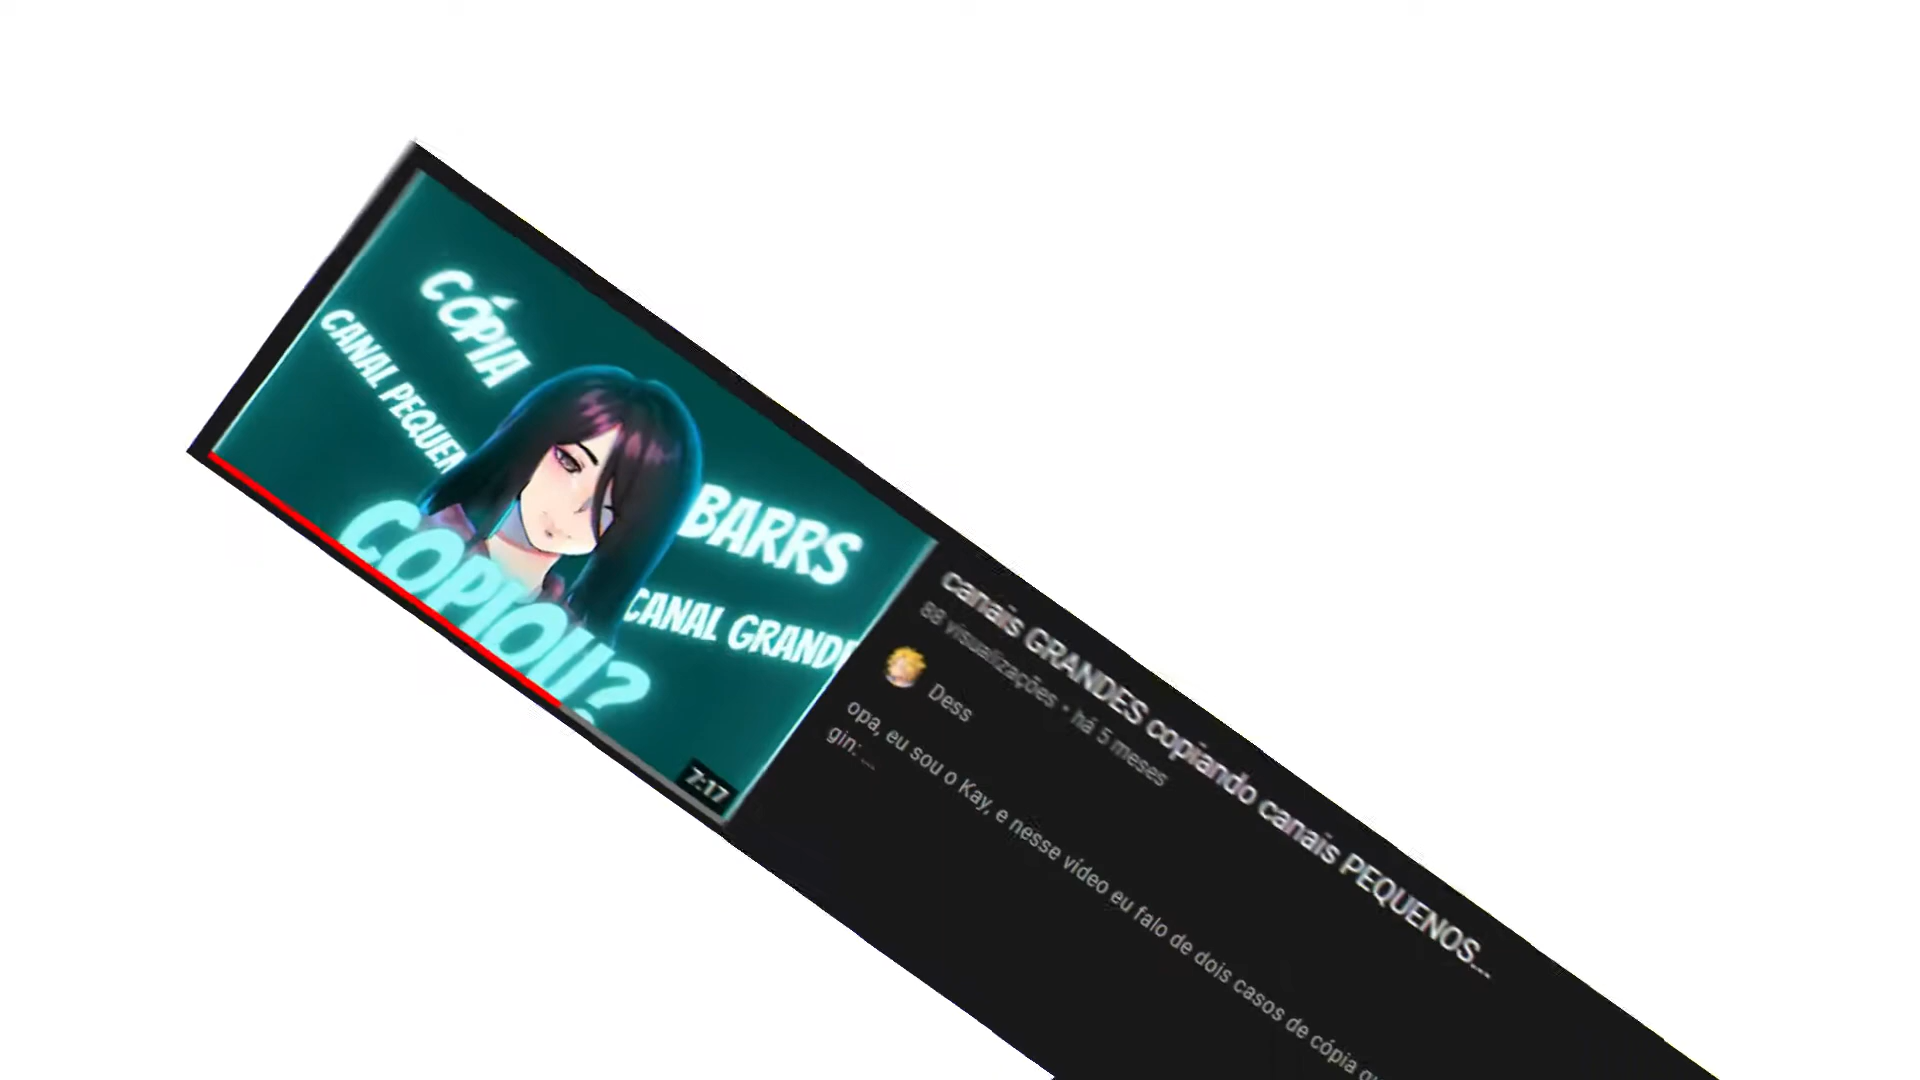 CÓPIA
CANAL PEQUEN
BARRS
CANAL GRANDE
COPIOU?
7:17
canais GRANDES copiando canais PEQUENOS...
88 visualizações • há 5 meses
Dess
opa, eu sou o Kay, e nesse vídeo eu falo de dois casos de cópia
gin: ...